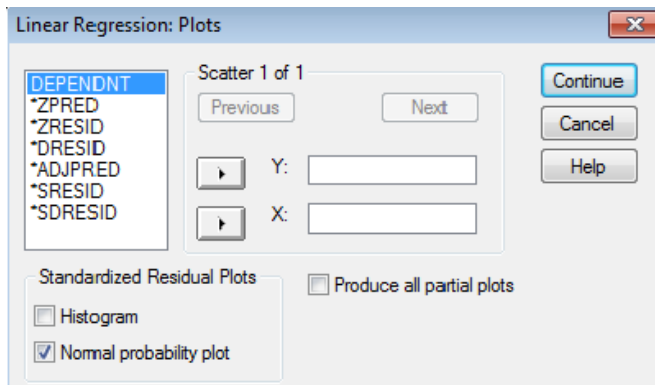 Linear Regression: Plots
DEPENDNT
*ZPRED
*ZRESID
*DRESID
*ADJPRED
*SRESID
*SDRESID
Scatter 1 of 1
Previous
Next
Y:
X:
Continue
Cancel
Help
Standardized Residual Plots
Histogram
Normal probability plot
Produce all partial plots